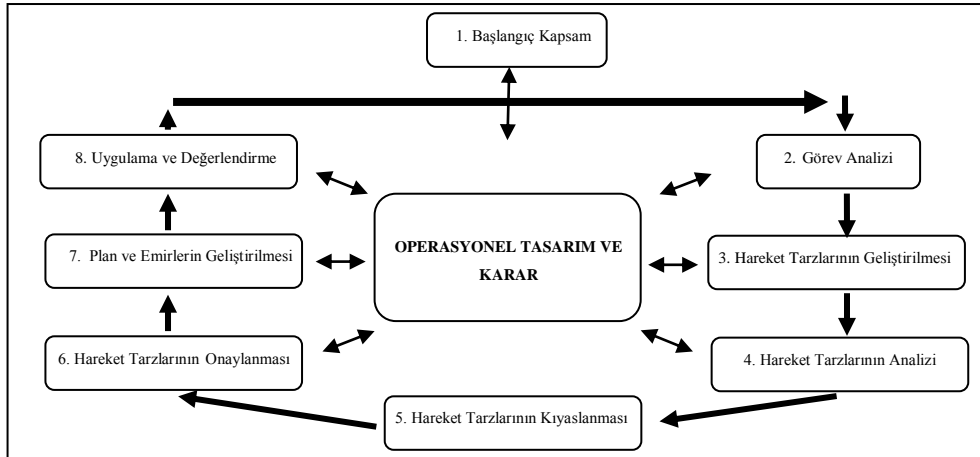 1. Başlangıç Kapsam
8. Uygulama ve Değerlendirme
2. Görev Analizi
OPERASYONEL TASARIM VE
KARAR
7. Plan ve Emirlerin Geliştirilmesi
3. Hareket Tarzlarının Geliştirilmesi
6. Hareket Tarzlarının Onaylanması
4. Hareket Tarzlarının Analizi
5. Hareket Tarzlarının Kıyaslanması